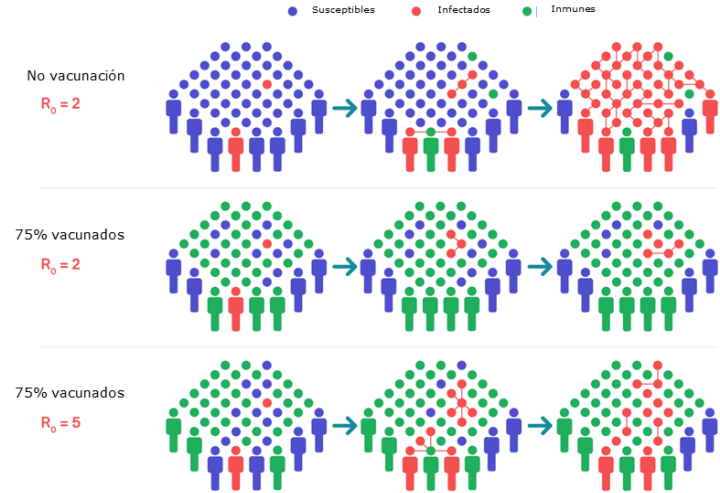 Susceptibles Infectados Inmunes
No vacunación
R₀ = 2
75% vacunados
R₀ = 2
75% vacunados
R₀ = 5